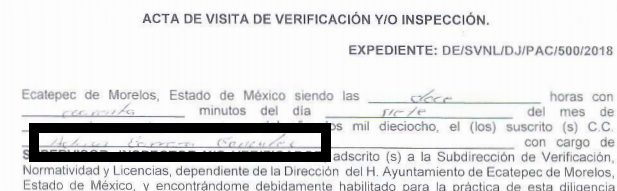 ACTA DE VISITA DE VERIFICACIÓN Y/O INSPECCIÓN.
EXPEDIENTE: DE/SVNL/DJ/PAC/500/2018
Ecatepec de Morelos, Estado de México siendo las doce horas con
cuarenta minutos del día siete del mes de
mil dieciocho, el (los) suscrito (s) C.C.
con cargo de
adscrito (s) a la Subdirección de Verificación,
Normatividad y Licencias, dependiente de la Dirección del H. Ayuntamiento de Ecatepec de Morelos,
Estado de México, y encontrándome debidamente habilitado para la práctica de esta diligencia